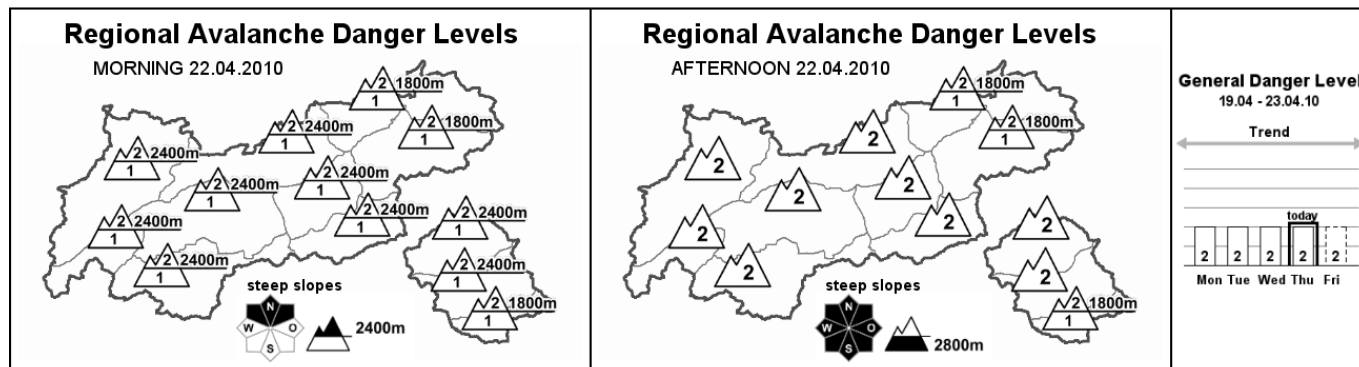 Regional Avalanche Danger Levels
MORNING 22.04.2010
2 1800m
1
2 2400m
1
2 1800m
1
2 2400m
1
2 2400m
1
2 2400m
1
2 2400m
1
2 2400m
1
2 2400m
1
2 2400m
1
2 2400m
1
2 1800m
1
steep slopes
N
W O
S
2400m
Regional Avalanche Danger Levels
AFTERNOON 22.04.2010
2 1800m
1
2
2 1800m
1
2
2
2
2
2
2
2
2
2 1800m
1
steep slopes
N
W O
S
2800m
General Danger Level
19.04 - 23.04.10
Trend
today
2 2 2 2 2
Mon Tue Wed Thu Fri